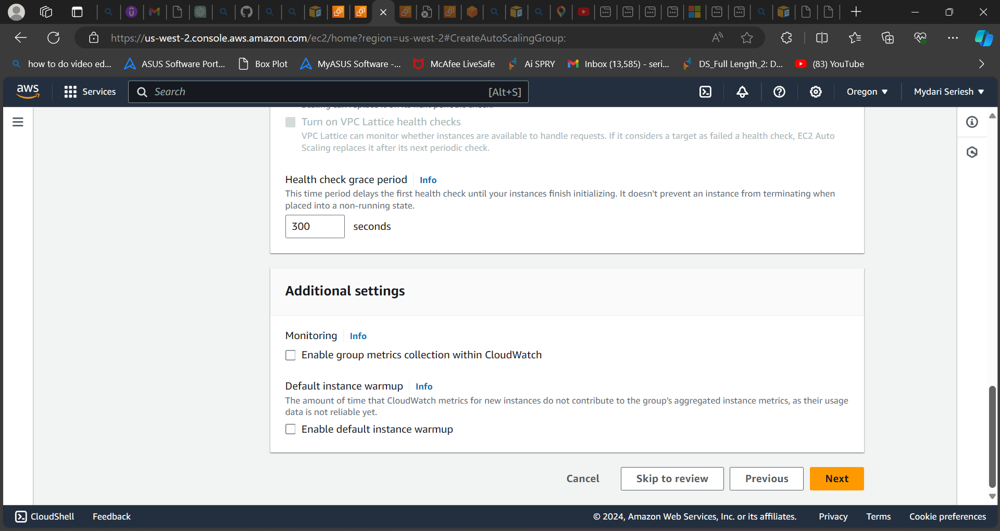 https://us-west-2.console.aws.amazon.com/ec2/home?region=us-west-2#CreateAutoScalingGroup:
how to do video ed... ASUS Software Port... Box Plot MyASUS Software -... McAfee LiveSafe Ai SPRY Inbox (13,585) - seri... DS_Full Length_2: D... (83) YouTube
aws Services Search [Alt+S] Oregon Mydari Seriesh
Turn on VPC Lattice health checks
VPC Lattice can monitor whether instances are available to handle requests. If it considers a target as failed a health check, EC2 Auto
Scaling replaces it after its next periodic check.
Health check grace period Info
This time period delays the first health check until your instances finish initializing. It doesn't prevent an instance from terminating when
placed into a non-running state.
300 seconds
Additional settings
Monitoring Info
Enable group metrics collection within CloudWatch
Default instance warmup Info
The amount of time that CloudWatch metrics for new instances do not contribute to the group's aggregated instance metrics, as their usage
data is not reliable yet.
Enable default instance warmup
Cancel Skip to review Previous Next
CloudShell Feedback © 2024, Amazon Web Services, Inc. or its affiliates. Privacy Terms Cookie preferences